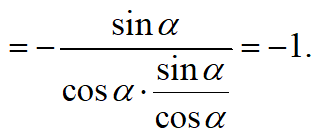 = − sin α / (cos α · (sin α / cos α)) = −1.